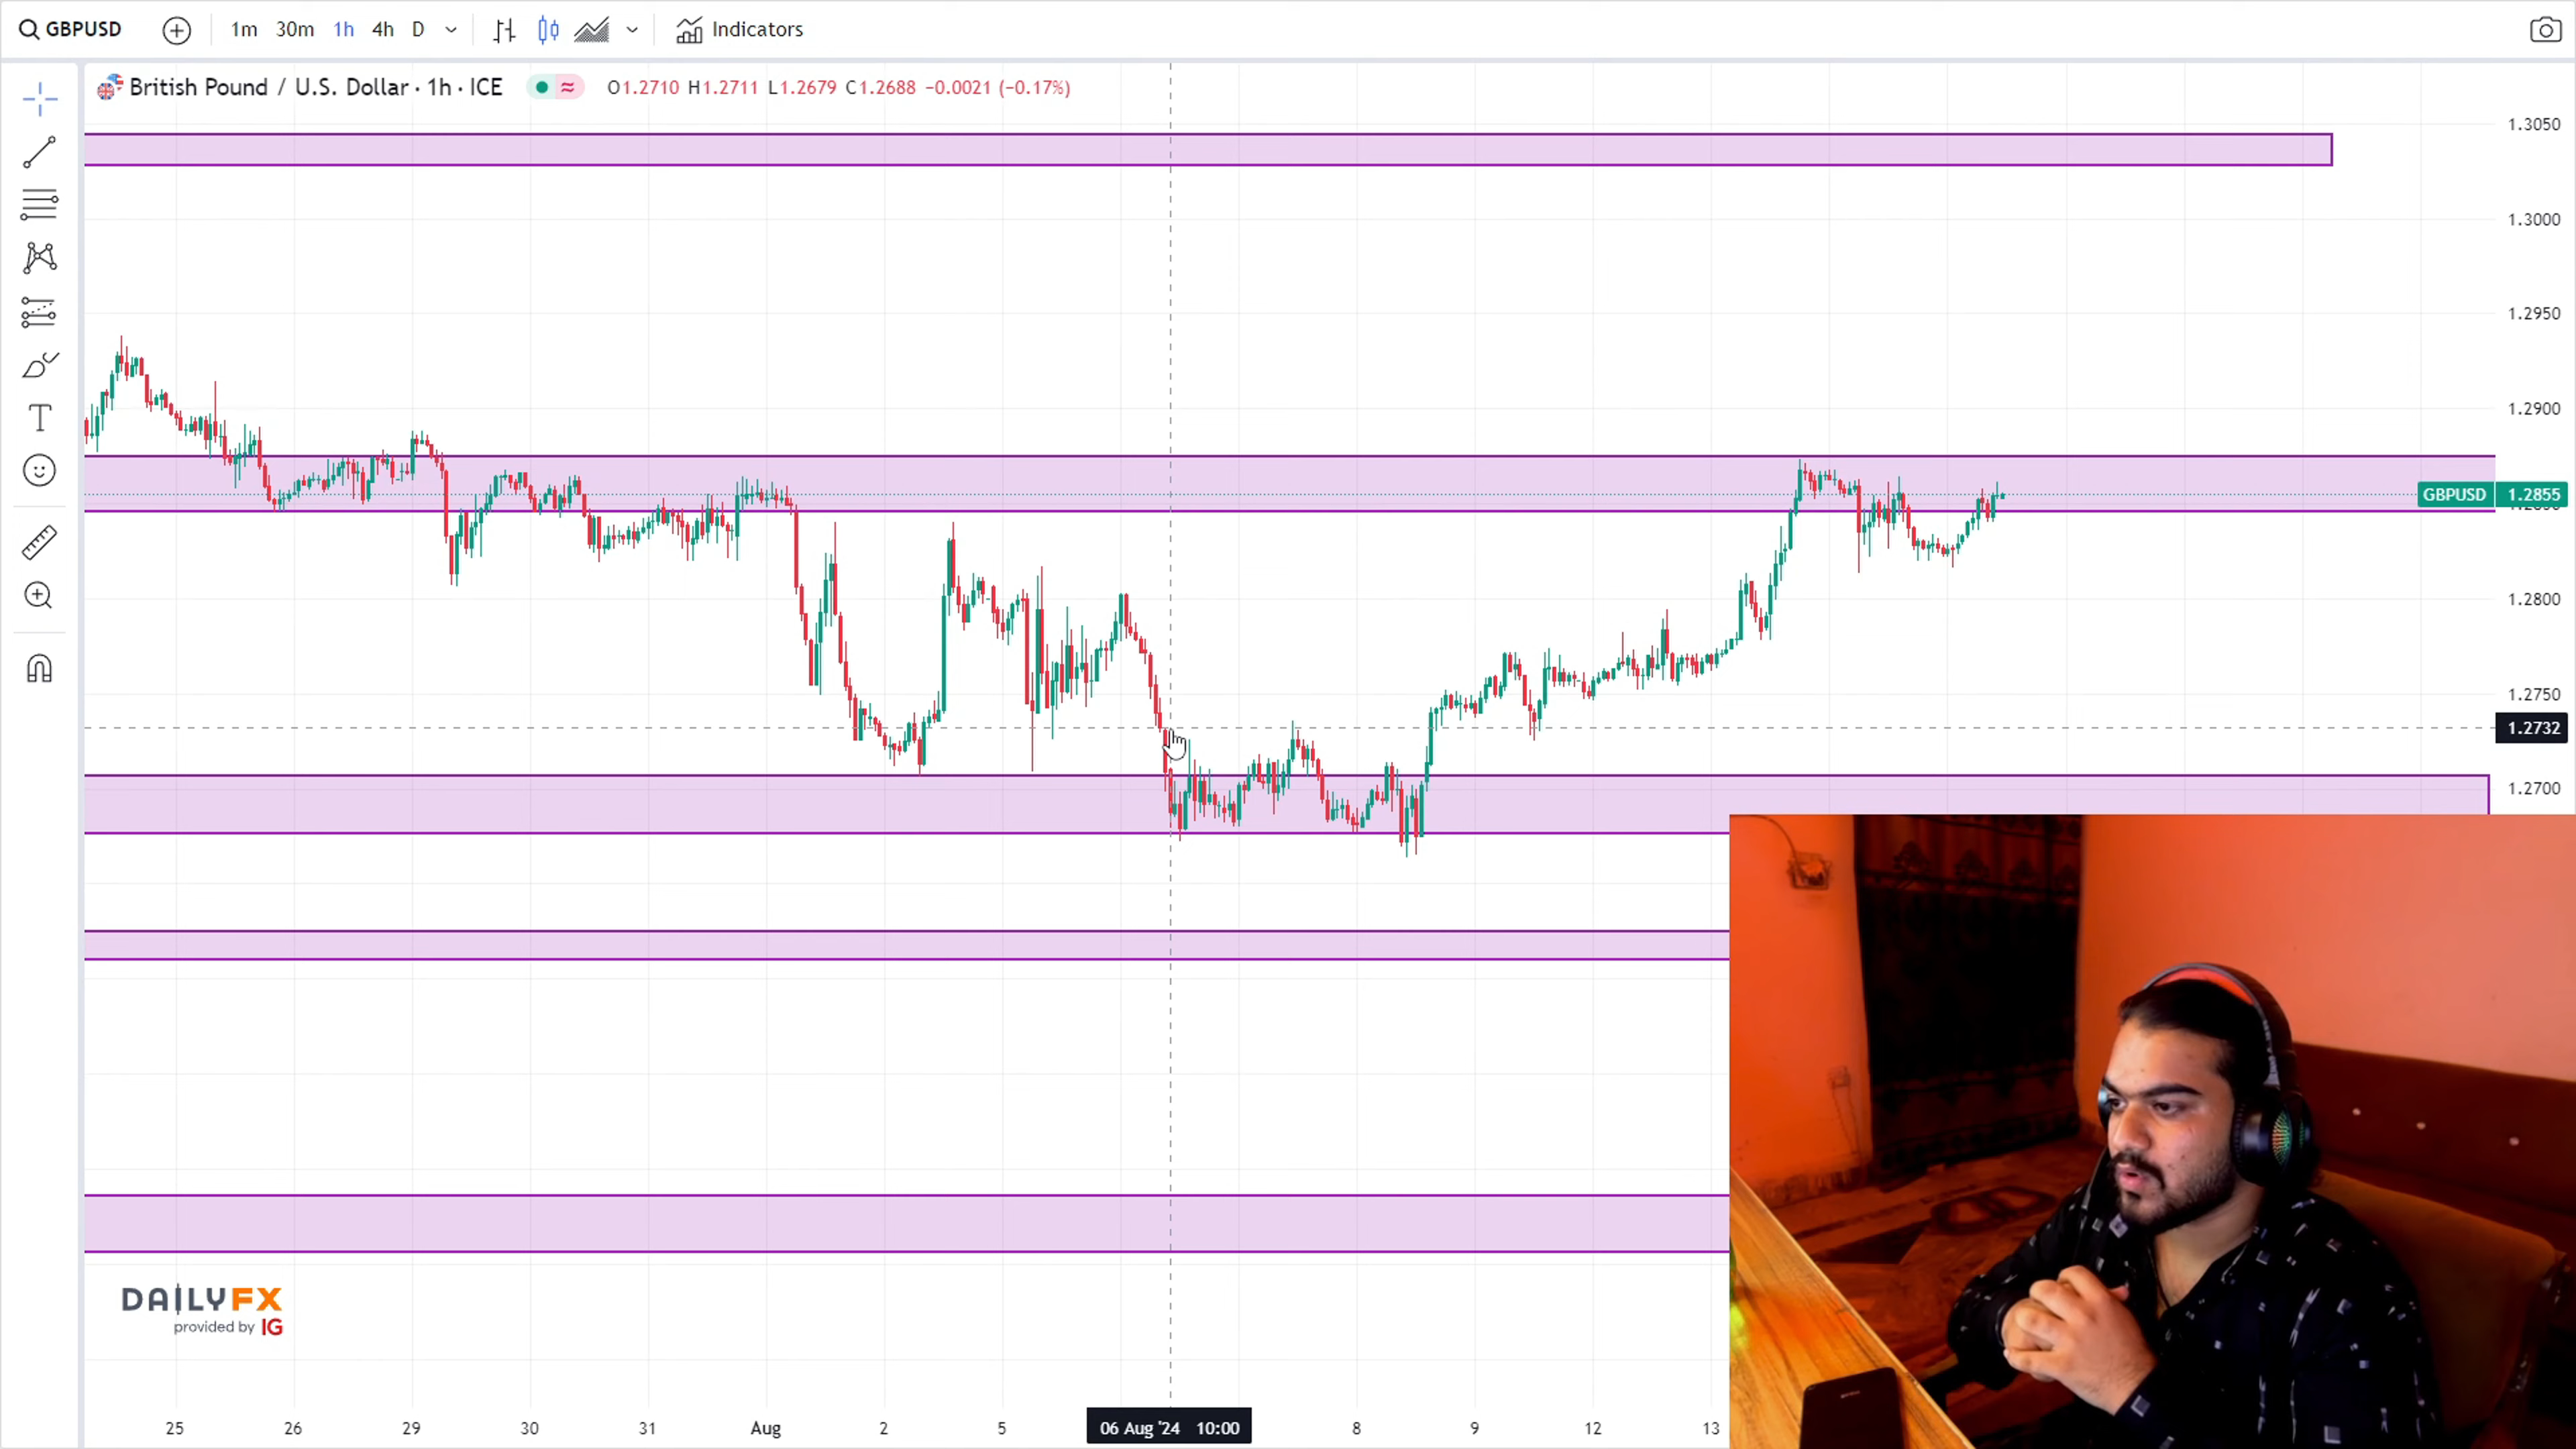 GBPUSD 1m 30m 1h 4h D Indicators
British Pound / U.S. Dollar · 1h · ICE O1.2710 H1.2711 L1.2679 C1.2688 −0.0021 (−0.17%)
1.3050
1.3000
1.2950
1.2900
GBPUSD 1.2855
1.2800
1.2750
1.2732
1.2700
DAILYFX
provided by IG
25 26 29 30 31 Aug 2 5 06 Aug '24 10:00 8 9 12 13